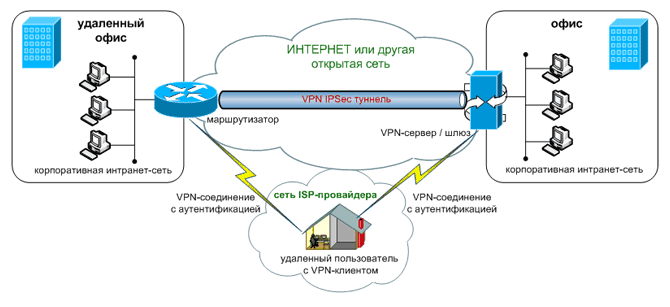 удаленный
офис
корпоративная интранет-сеть
ИНТЕРНЕТ или другая
открытая сеть
VPN IPSec туннель
маршрутизатор
VPN-сервер / шлюз
офис
корпоративная интранет-сеть
VPN-соединение
с аутентификацией
VPN-соединение
с аутентификацией
сеть ISP-провайдера
удаленный пользователь
с VPN-клиентом